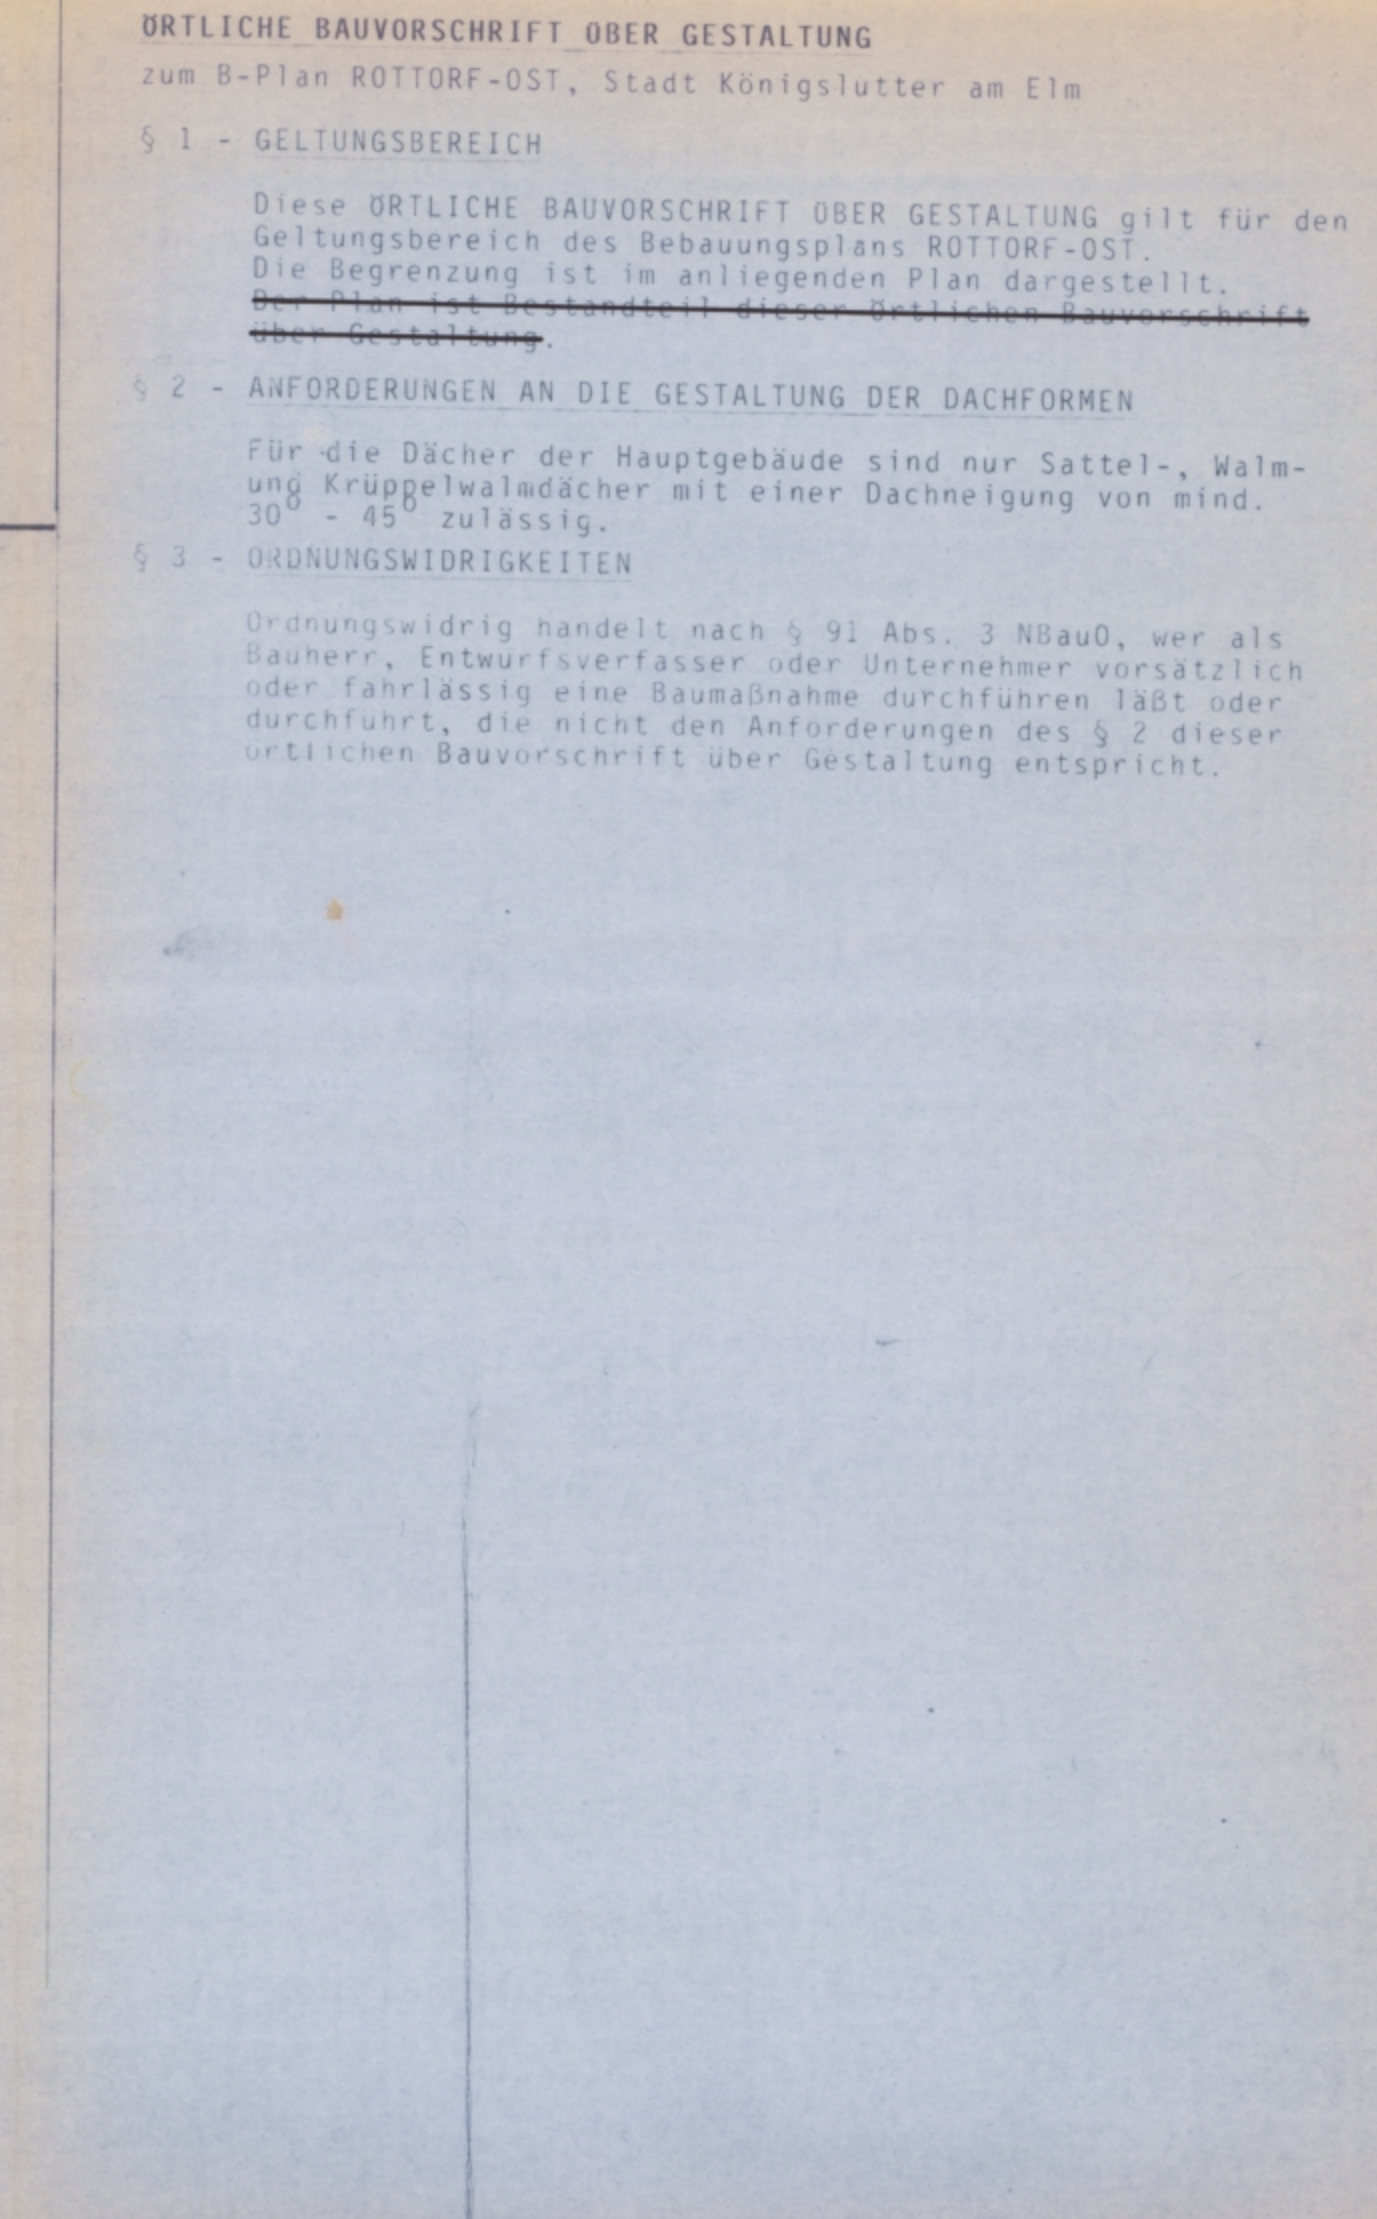 ÖRTLICHE BAUVORSCHRIFT ÜBER GESTALTUNG
zum B-Plan ROTTORF-OST, Stadt Königslutter am Elm
§ 1 - GELTUNGSBEREICH
Diese ÖRTLICHE BAUVORSCHRIFT ÜBER GESTALTUNG gilt für den
Geltungsbereich des Bebauungsplans ROTTORF-OST.
Die Begrenzung ist im anliegenden Plan dargestellt.
Der Plan ist Bestandteil dieser Örtlichen Bauvorschrift
über Gestaltung.
§ 2 - ANFORDERUNGEN AN DIE GESTALTUNG DER DACHFORMEN
Für die Dächer der Hauptgebäude sind nur Sattel-, Walm-
und Krüppelwalmdächer mit einer Dachneigung von mind.
30° - 45° zulässig.
§ 3 - ORDNUNGSWIDRIGKEITEN
Ordnungswidrig handelt nach § 91 Abs. 3 NBauO, wer als
Bauherr, Entwurfsverfasser oder Unternehmer vorsätzlich
oder fahrlässig eine Baumaßnahme durchführen läßt oder
durchführt, die nicht den Anforderungen des § 2 dieser
örtlichen Bauvorschrift über Gestaltung entspricht.